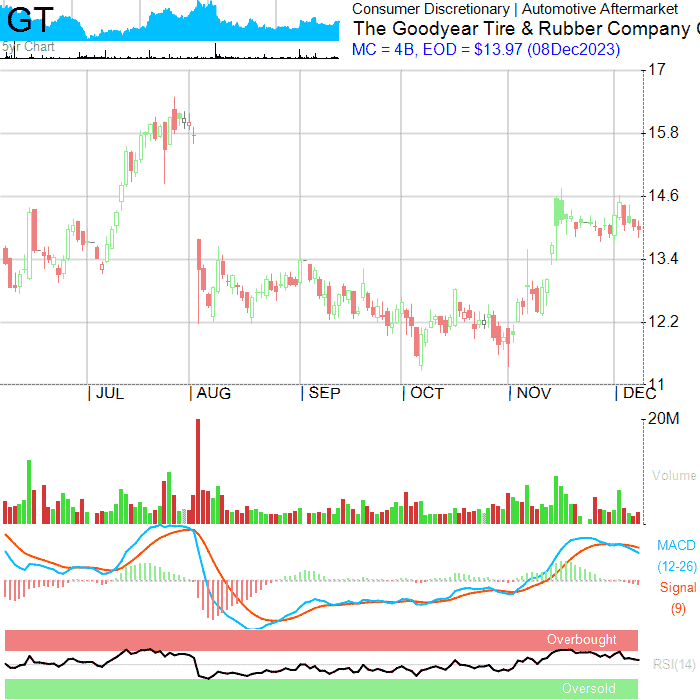 GT
5yr Chart
Consumer Discretionary | Automotive Aftermarket
The Goodyear Tire & Rubber Company
MC = 4B, EOD = $13.97 (08Dec2023)
17
15.8
14.6
13.4
12.2
11
JUL
AUG
SEP
OCT
NOV
DEC
20M
Volume
MACD
(12-26)
Signal
(9)
Overbought
RSI(14)
Oversold